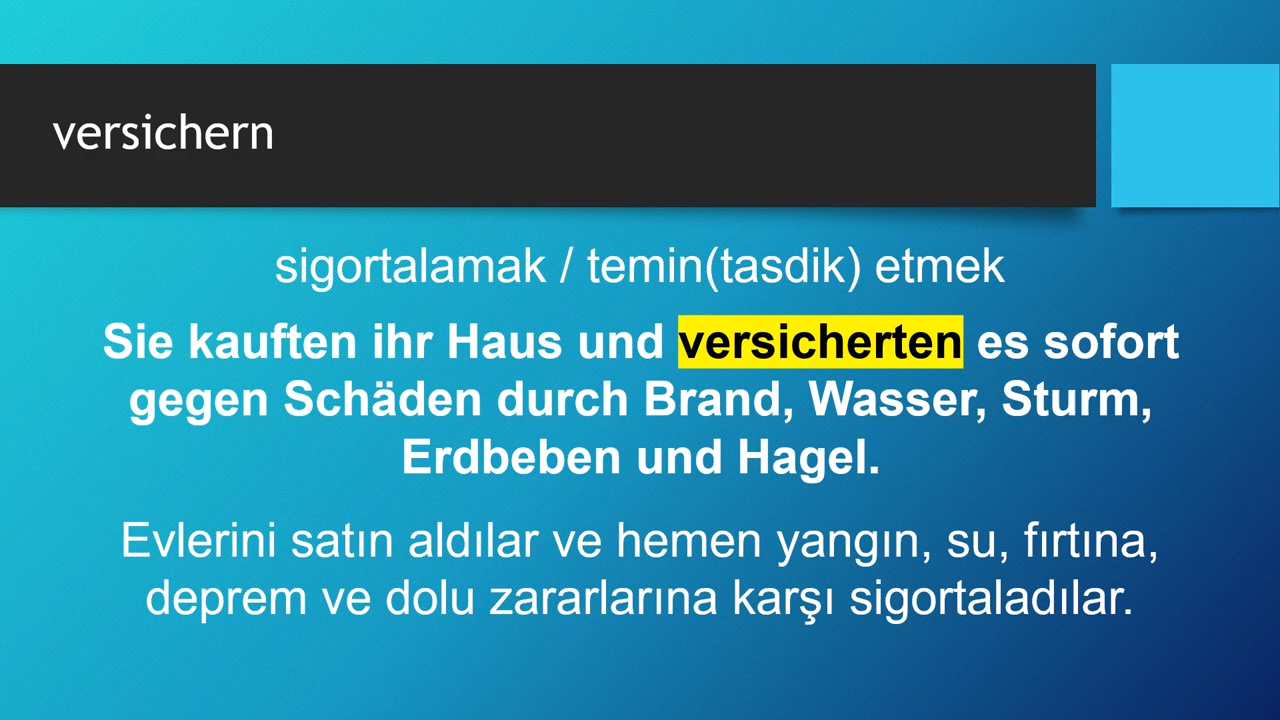 versichern
sigortalamak / temin(tasdik) etmek
Sie kauften ihr Haus und versicherten es sofort
gegen Schäden durch Brand, Wasser, Sturm,
Erdbeben und Hagel.
Evlerini satın aldılar ve hemen yangın, su, fırtına,
deprem ve dolu zararlarına karşı sigortaladılar.